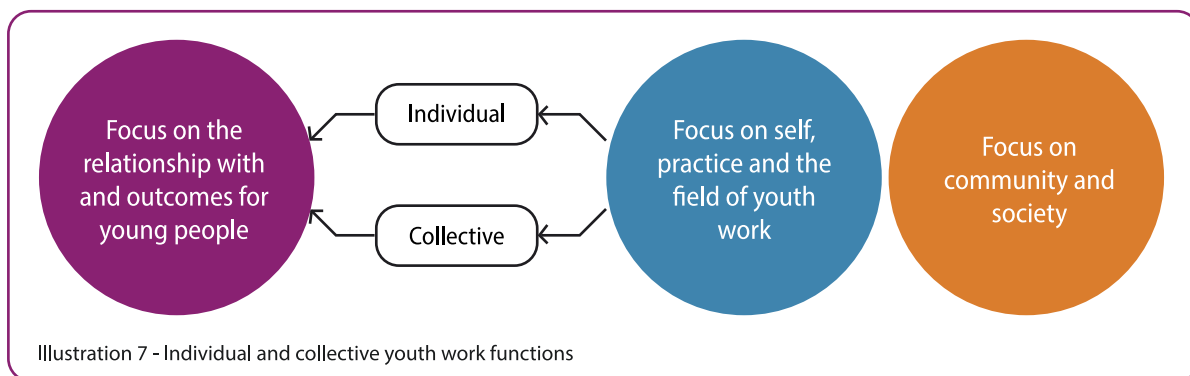 Focus on the
relationship with
and outcomes for
young people
Individual
Collective
Focus on self,
practice and the
field of youth
work
Focus on
community and
society
Illustration 7 - Individual and collective youth work functions